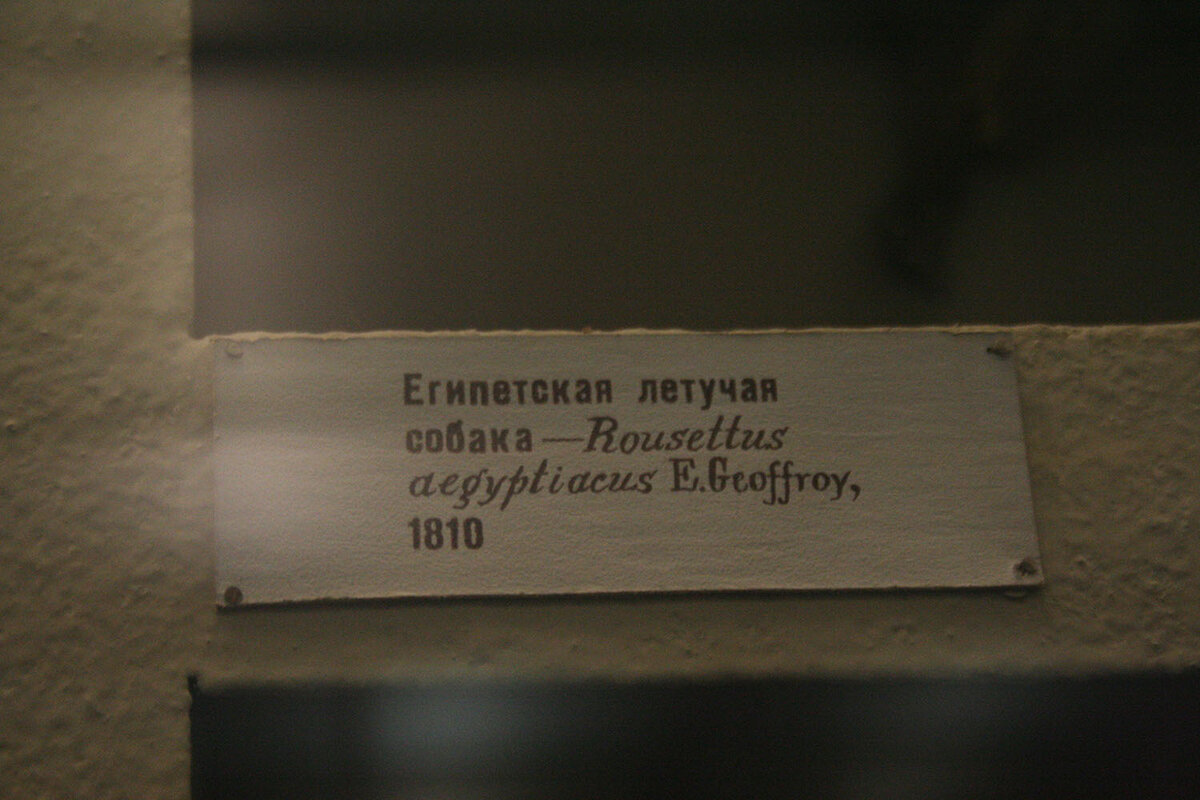 Египетская летучая
собака—Rousettus
aegyptiacus E.Geoffroy,
1810